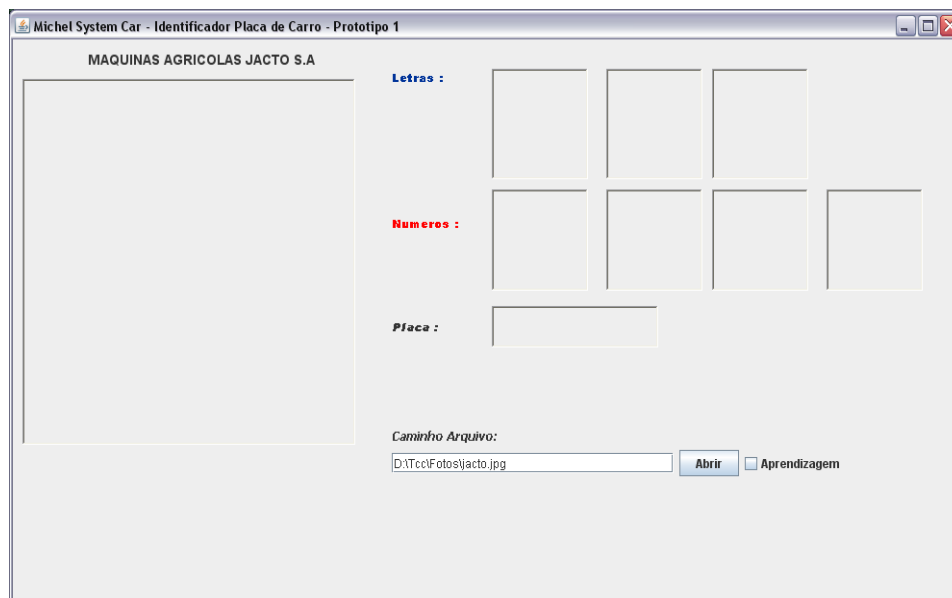 Michel System Car - Identificador Placa de Carro - Prototipo 1
MAQUINAS AGRICOLAS JACTO S.A
Letras :
Numeros :
Placa :
Caminho Arquivo:
D:\Tcc\Fotos\jacto.jpg
Abrir
Aprendizagem